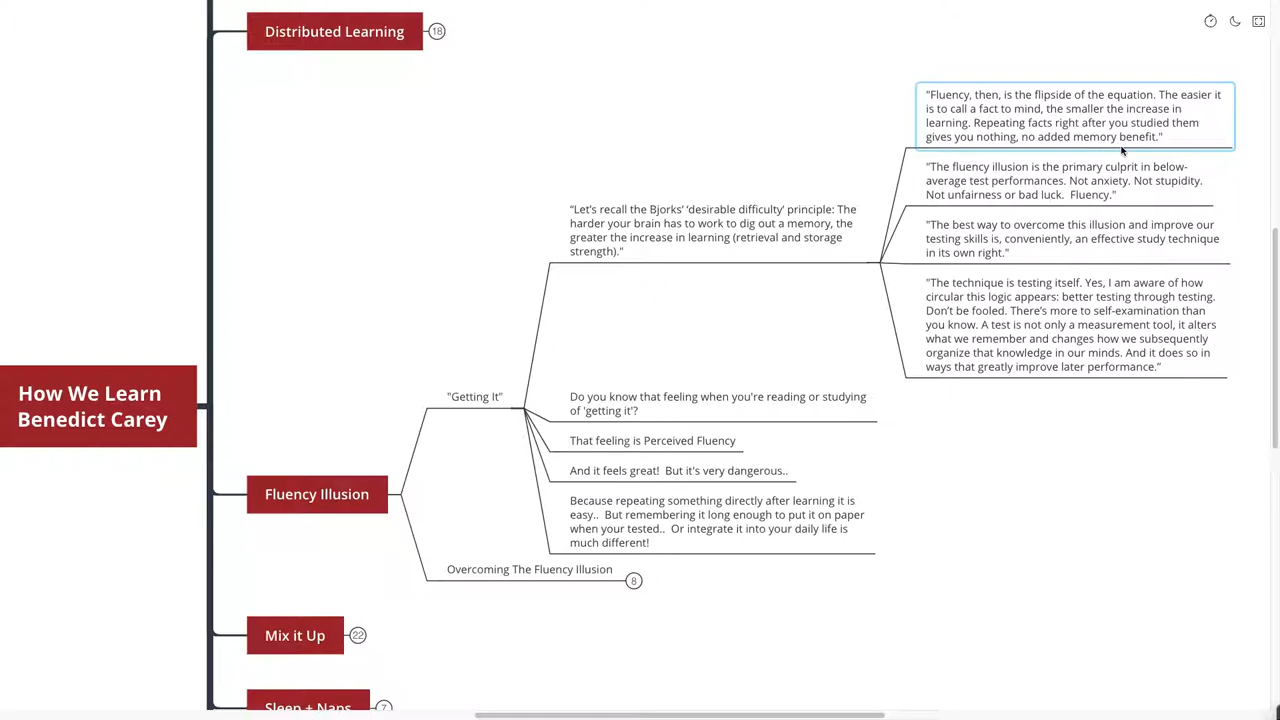 Distributed Learning
18
"Fluency, then, is the flipside of the equation. The easier it
is to call a fact to mind, the smaller the increase in
learning. Repeating facts right after you studied them
gives you nothing, no added memory benefit."
"The fluency illusion is the primary culprit in below-
average test performances. Not anxiety. Not stupidity.
Not unfairness or bad luck.  Fluency."
“Let’s recall the Bjorks’ ‘desirable difficulty’ principle: The
harder your brain has to work to dig out a memory, the
greater the increase in learning (retrieval and storage
strength)."
"The best way to overcome this illusion and improve our
testing skills is, conveniently, an effective study technique
in its own right."
"The technique is testing itself. Yes, I am aware of how
circular this logic appears: better testing through testing.
Don’t be fooled. There’s more to self-examination than
you know. A test is not only a measurement tool, it alters
what we remember and changes how we subsequently
organize that knowledge in our minds. And it does so in
ways that greatly improve later performance.”
How We Learn
Benedict Carey
"Getting It"
Do you know that feeling when you're reading or studying
of 'getting it'?
That feeling is Perceived Fluency
And it feels great!  But it's very dangerous..
Fluency Illusion
Because repeating something directly after learning it is
easy..  But remembering it long enough to put it on paper
when your tested..  Or integrate it into your daily life is
much different!
Overcoming The Fluency Illusion
8
Mix it Up
22
Sleep + Naps
7